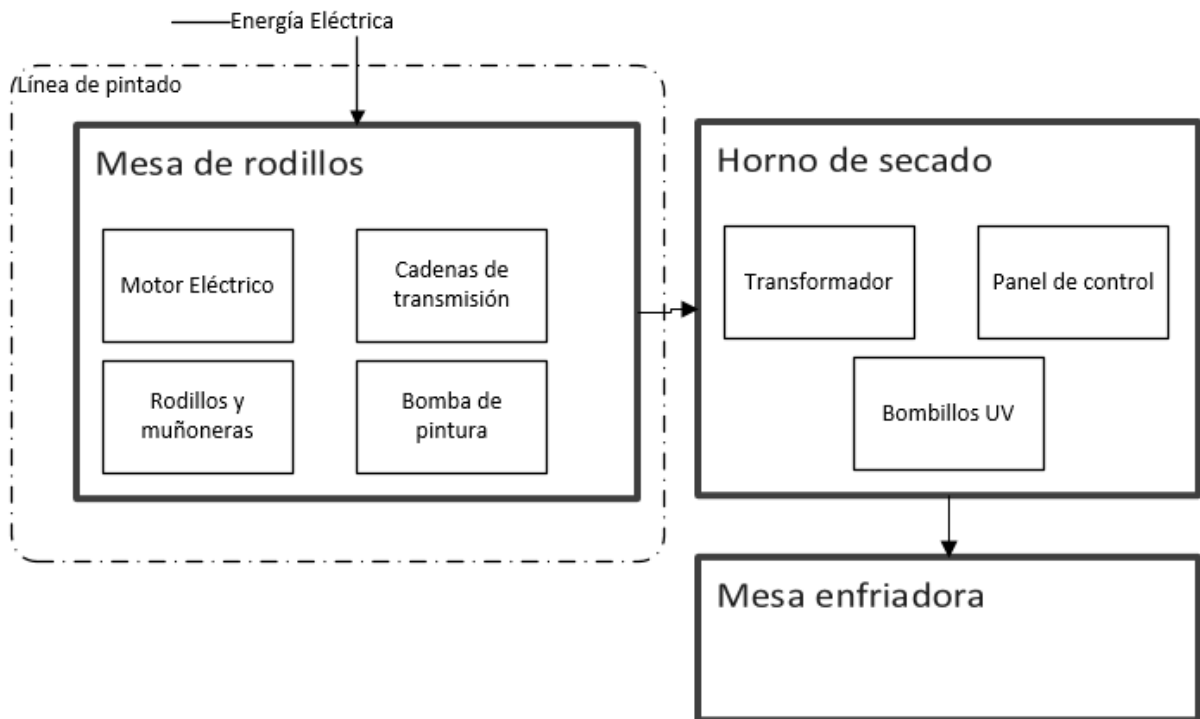 Energía Eléctrica
Línea de pintado
Mesa de rodillos
Motor Eléctrico
Cadenas de
transmisión
Rodillos y
muñoneras
Bomba de
pintura
Horno de secado
Transformador
Panel de control
Bombillos UV
Mesa enfriadora